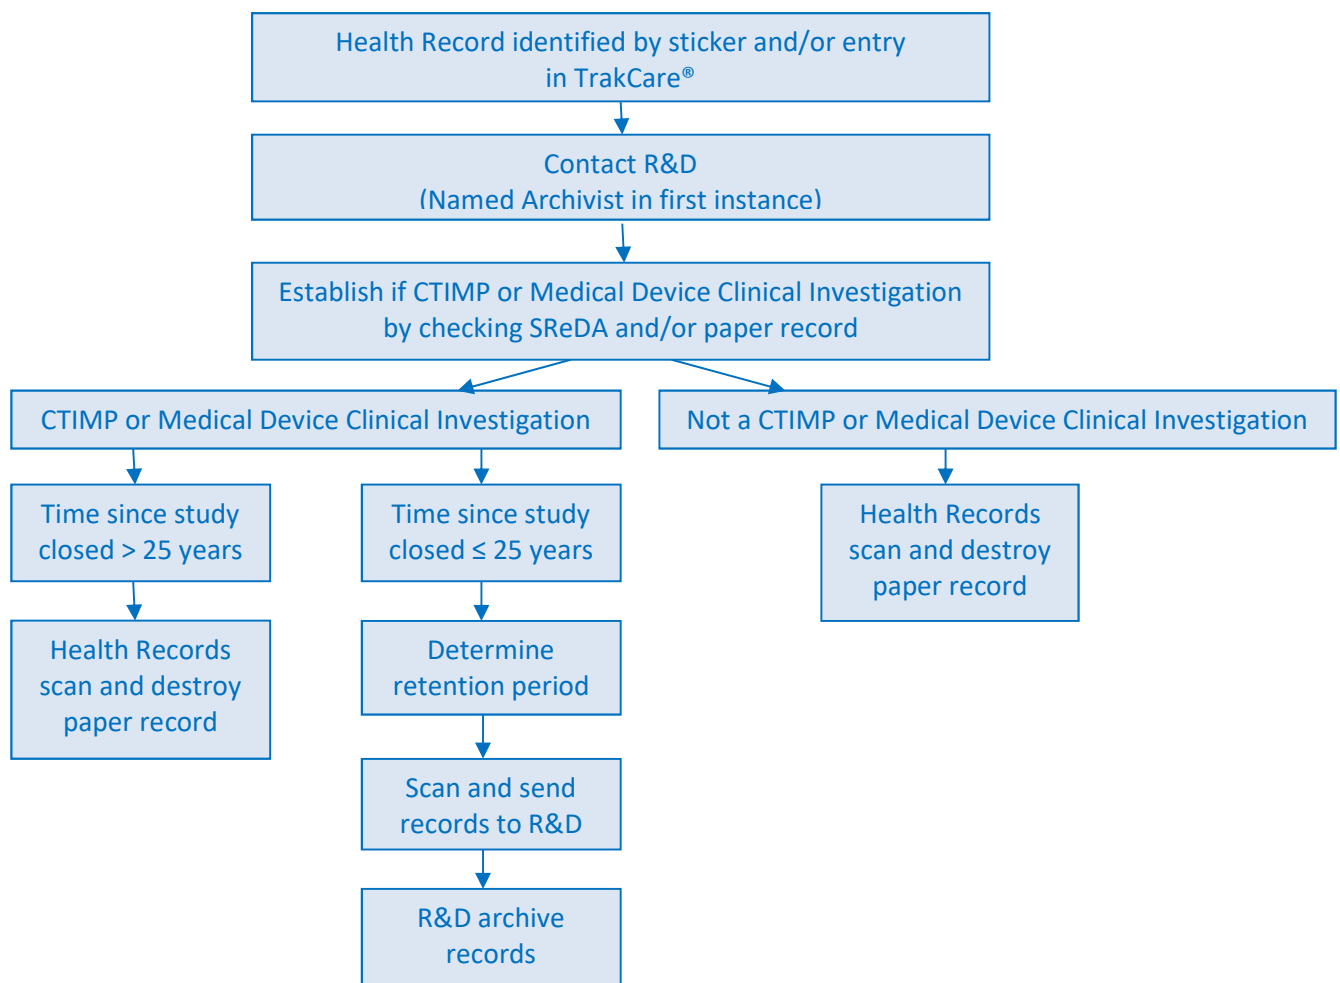 Health Record identified by sticker and/or entry
in TrakCare®
Contact R&D
(Named Archivist in first instance)
Establish if CTIMP or Medical Device Clinical Investigation
by checking SReDA and/or paper record
CTIMP or Medical Device Clinical Investigation
Not a CTIMP or Medical Device Clinical Investigation
Time since study
closed > 25 years
Time since study
closed ≤ 25 years
Health Records
scan and destroy
paper record
Health Records
scan and destroy
paper record
Determine
retention period
Scan and send
records to R&D
R&D archive
records